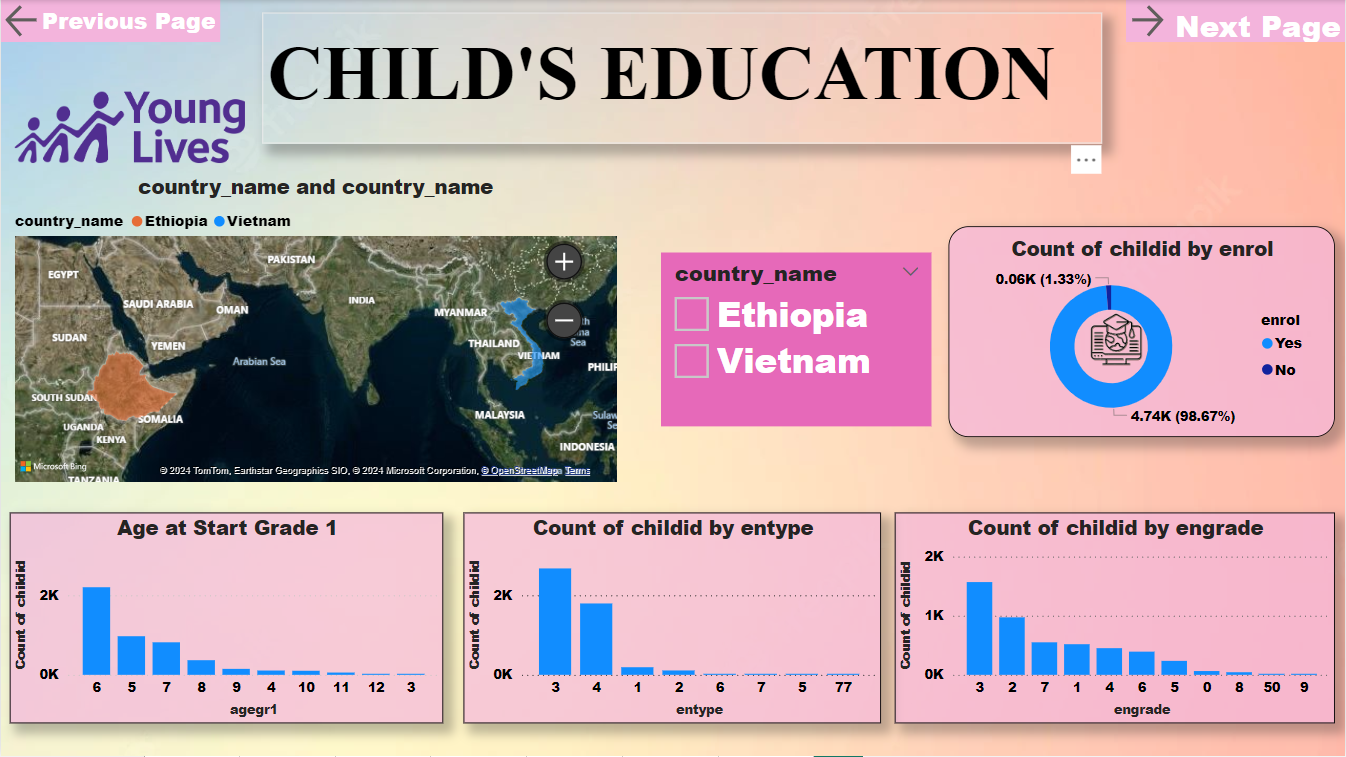 Previous Page
CHILD'S EDUCATION
Next Page
Young
Lives
...
country_name and country_name
country_name Ethiopia Vietnam
EGYPT
SAUDI ARABIA
OMAN
PAKISTAN
INDIA
MYANMAR
SUDAN
YEMEN
Arabian Sea
THAILAND
VIETNAM
Sea
SOUTH SUDAN
SOMALIA
UGANDA
KENYA
MALAYSIA
INDONESIA
TANZANIA
Microsoft Bing
© 2024 TomTom, Earthstar Geographics SIO, © 2024 Microsoft Corporation, © OpenStreetMap Terms
country_name
Ethiopia
Vietnam
Count of childid by enrol
0.06K (1.33%)
enrol
Yes
No
4.74K (98.67%)
Age at Start Grade 1
Count of childid
2K
0K
6 5 7 8 9 4 10 11 12 3
agegr1
Count of childid by entype
Count of childid
2K
0K
3 4 1 2 6 7 5 77
entype
Count of childid by engrade
Count of childid
2K
1K
0K
3 2 7 1 4 6 5 0 8 50 9
engrade